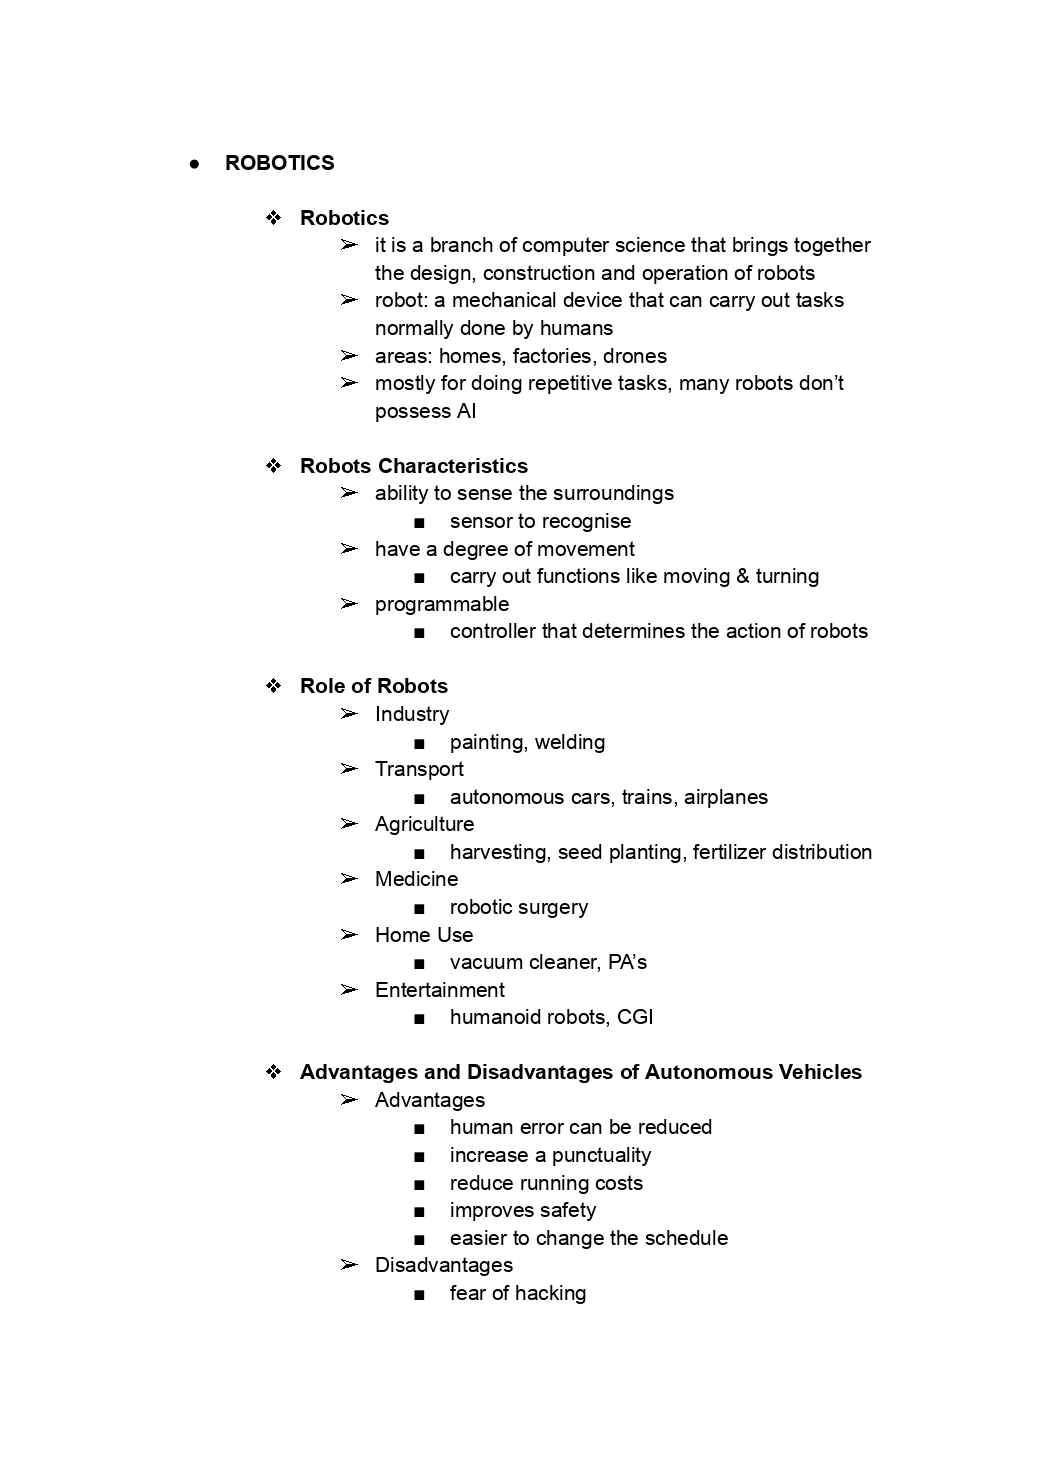 ● ROBOTICS
❖ Robotics
➢ it is a branch of computer science that brings together
the design, construction and operation of robots
➢ robot: a mechanical device that can carry out tasks
normally done by humans
➢ areas: homes, factories, drones
➢ mostly for doing repetitive tasks, many robots don’t
possess AI
❖ Robots Characteristics
➢ ability to sense the surroundings
■ sensor to recognise
➢ have a degree of movement
■ carry out functions like moving & turning
➢ programmable
■ controller that determines the action of robots
❖ Role of Robots
➢ Industry
■ painting, welding
➢ Transport
■ autonomous cars, trains, airplanes
➢ Agriculture
■ harvesting, seed planting, fertilizer distribution
➢ Medicine
■ robotic surgery
➢ Home Use
■ vacuum cleaner, PA’s
➢ Entertainment
■ humanoid robots, CGI
❖ Advantages and Disadvantages of Autonomous Vehicles
➢ Advantages
■ human error can be reduced
■ increase a punctuality
■ reduce running costs
■ improves safety
■ easier to change the schedule
➢ Disadvantages
■ fear of hacking